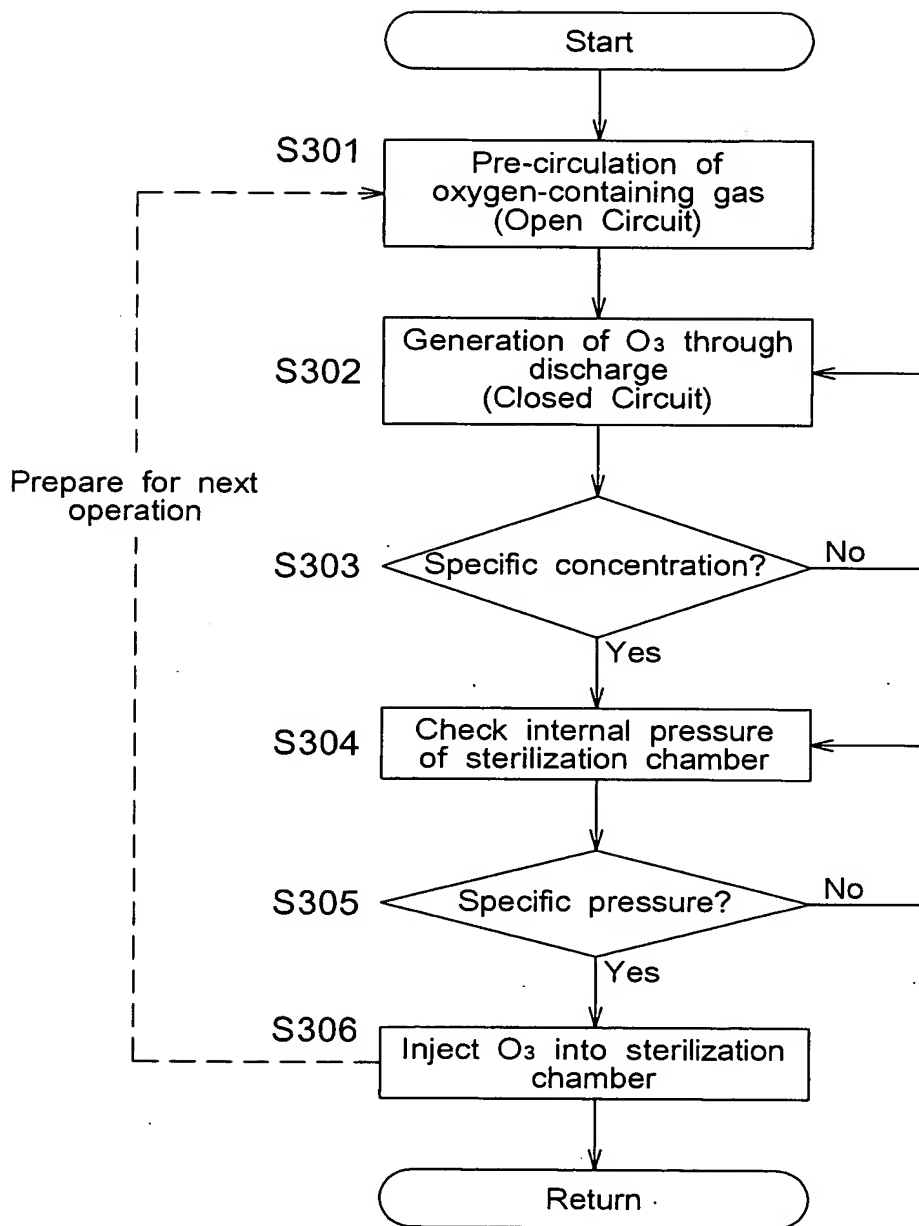 Start
S301
Pre-circulation of
oxygen-containing gas
(Open Circuit)
S302
Generation of O₃ through
discharge
(Closed Circuit)
Prepare for next
operation
S303
Specific concentration?
No
Yes
S304
Check internal pressure
of sterilization chamber
S305
Specific pressure?
No
Yes
S306
Inject O₃ into sterilization
chamber
Return